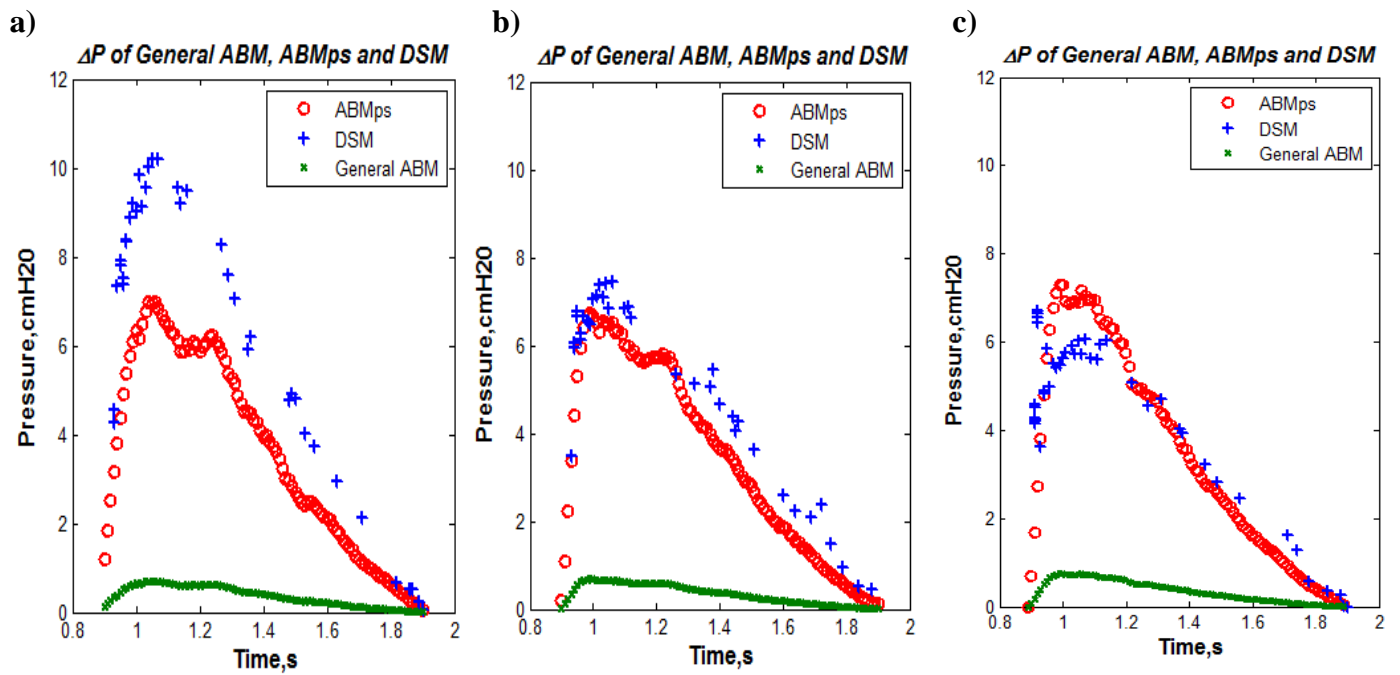 a)
ΔP of General ABM, ABMps and DSM
12
10
8
6
4
2
0
Pressure,cmH20
ABMps
DSM
General ABM
0.8 1 1.2 1.4 1.6 1.8 2
Time,s
b)
ΔP of General ABM, ABMps and DSM
12
10
8
6
4
2
0
Pressure,cmH20
ABMps
DSM
General ABM
0.8 1 1.2 1.4 1.6 1.8 2
Time,s
c)
ΔP of General ABM, ABMps and DSM
12
10
8
6
4
2
0
Pressure,cmH20
ABMps
DSM
General ABM
0.8 1 1.2 1.4 1.6 1.8 2
Time,s